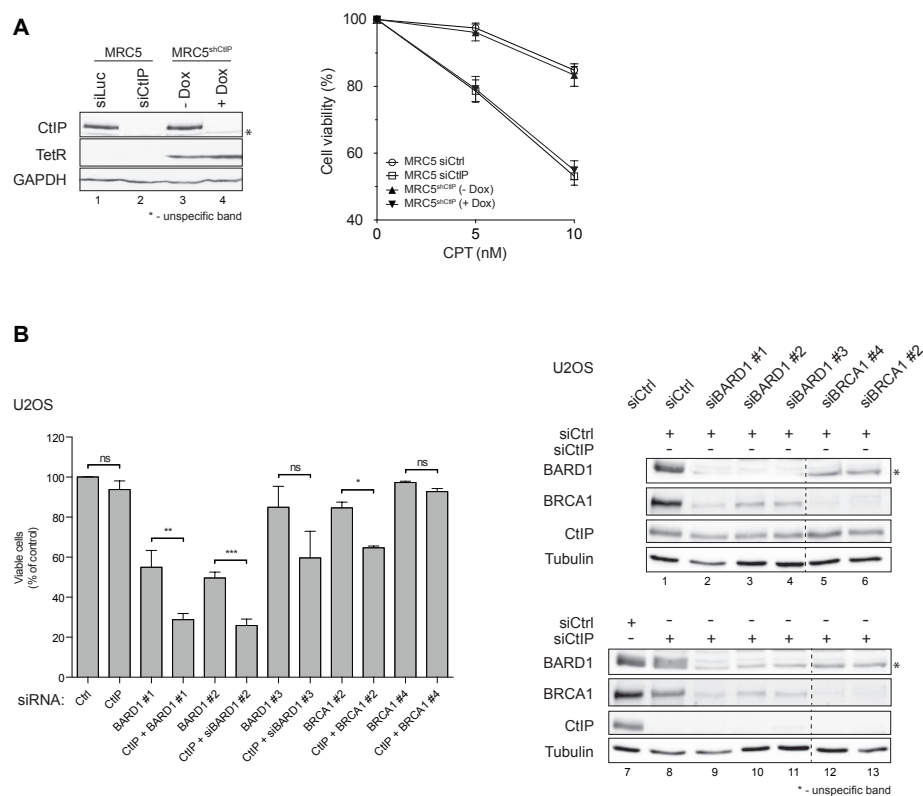 A
MRC5
MRC5shCtIP
siLuc
siCtIP
- Dox
+ Dox
CtIP
*
TetR
GAPDH
1 2 3 4
* - unspecific band
Cell viability (%)
100
80
60
40
MRC5 siCtrl
MRC5 siCtIP
MRC5shCtIP (- Dox)
MRC5shCtIP (+ Dox)
0 5 10
CPT (nM)
B
U2OS
Viable cells
(% of control)
120
100
80
60
40
20
0
ns
**
***
ns
*
ns
siRNA:
Ctrl
CtIP
BARD1 #1
CtIP + BARD1 #1
BARD1 #2
CtIP + siBARD1 #2
BARD1 #3
CtIP + siBARD1 #3
BRCA1 #2
CtIP + BRCA1 #2
BRCA1 #4
CtIP + BRCA1 #4
U2OS
siCtrl
siCtrl
siBARD1 #1
siBARD1 #2
siBARD1 #3
siBRCA1 #4
siBRCA1 #2
siCtrl + + + + + +
siCtIP - - - - - -
BARD1 *
BRCA1
CtIP
Tubulin
1 2 3 4 5 6
siCtrl + - - - - - -
siCtIP - + + + + + +
BARD1 *
BRCA1
CtIP
Tubulin
7 8 9 10 11 12 13
* - unspecific band